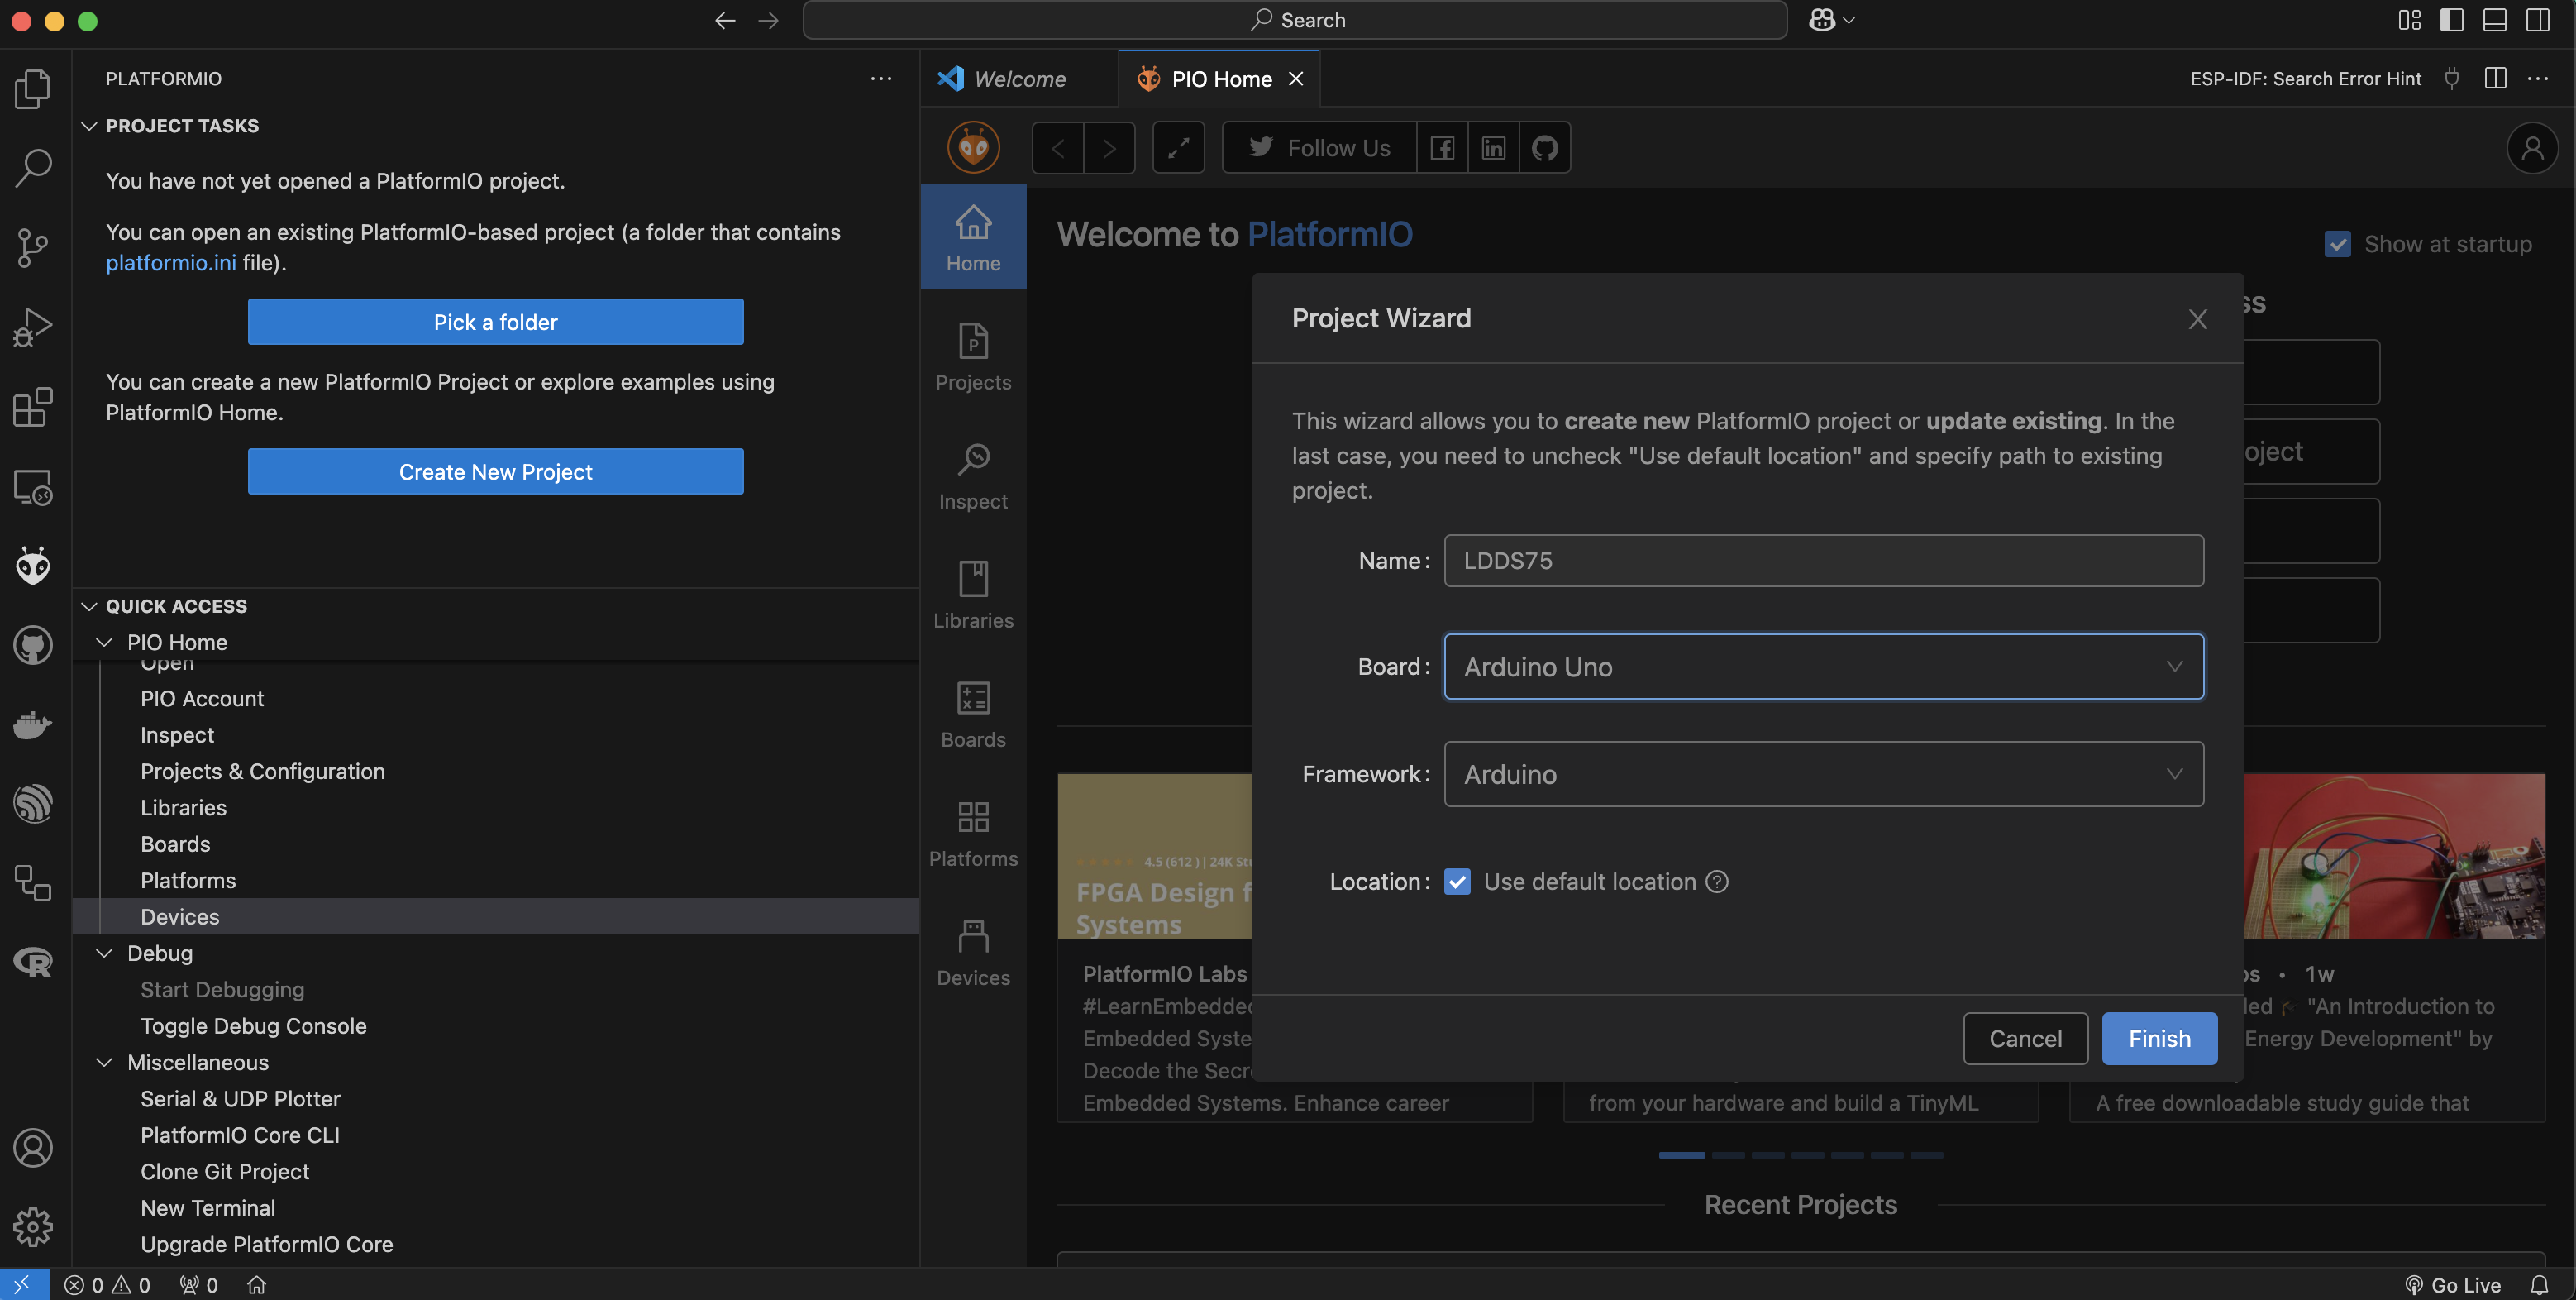 Search
PLATFORMIO
PROJECT TASKS
You have not yet opened a PlatformIO project.
You can open an existing PlatformIO-based project (a folder that contains
platformio.ini file).
Pick a folder
You can create a new PlatformIO Project or explore examples using
PlatformIO Home.
Create New Project
QUICK ACCESS
PIO Home
Open
PIO Account
Inspect
Projects & Configuration
Libraries
Boards
Platforms
Devices
Debug
Start Debugging
Toggle Debug Console
Miscellaneous
Serial & UDP Plotter
PlatformIO Core CLI
Clone Git Project
New Terminal
Upgrade PlatformIO Core
Welcome
PIO Home
ESP-IDF: Search Error Hint
Follow Us
Home
Projects
Inspect
Libraries
Boards
Platforms
Devices
Welcome to PlatformIO
Show at startup
ss
oject
Project Wizard
This wizard allows you to create new PlatformIO project or update existing. In the
last case, you need to uncheck "Use default location" and specify path to existing
project.
Name:
LDDS75
Board:
Arduino Uno
Framework:
Arduino
Location:
Use default location
Cancel
Finish
4.5 (612 ) | 24K Stu
FPGA Design f
Systems
PlatformIO Labs
#LearnEmbedded
Embedded Syste
Decode the Secre
Embedded Systems. Enhance career
from your hardware and build a TinyML
bs • 1w
led "An Introduction to
Energy Development" by
A free downloadable study guide that
Recent Projects
0 0
0
Go Live